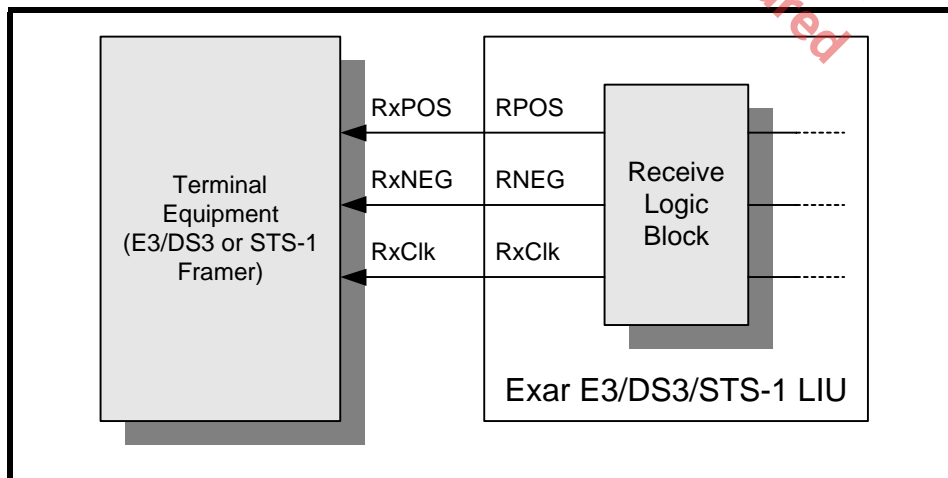 RxPOS RPOS
RxNEG RNEG
RxClk RxClk
Terminal
Equipment
(E3/DS3 or STS-1
Framer)
Receive
Logic
Block
Exar E3/DS3/STS-1 LIU